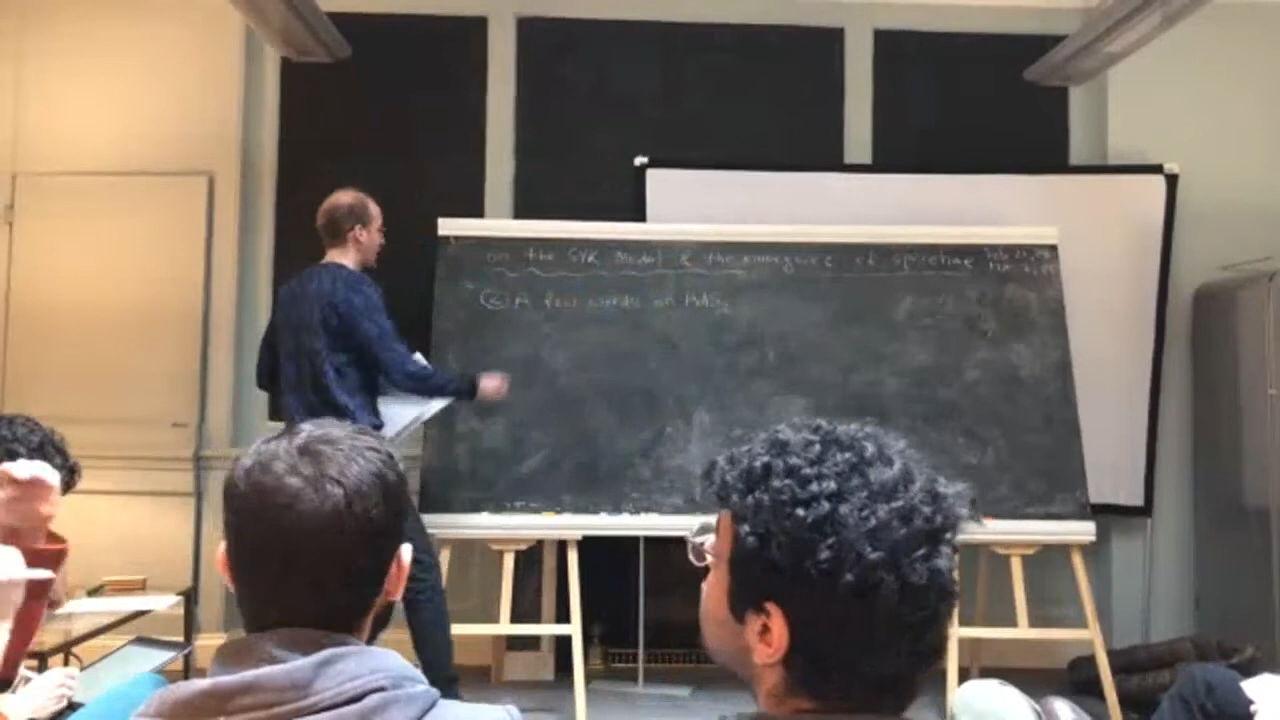 On the SYK Model & the emergence of spacetime
② A few words on AdS₂